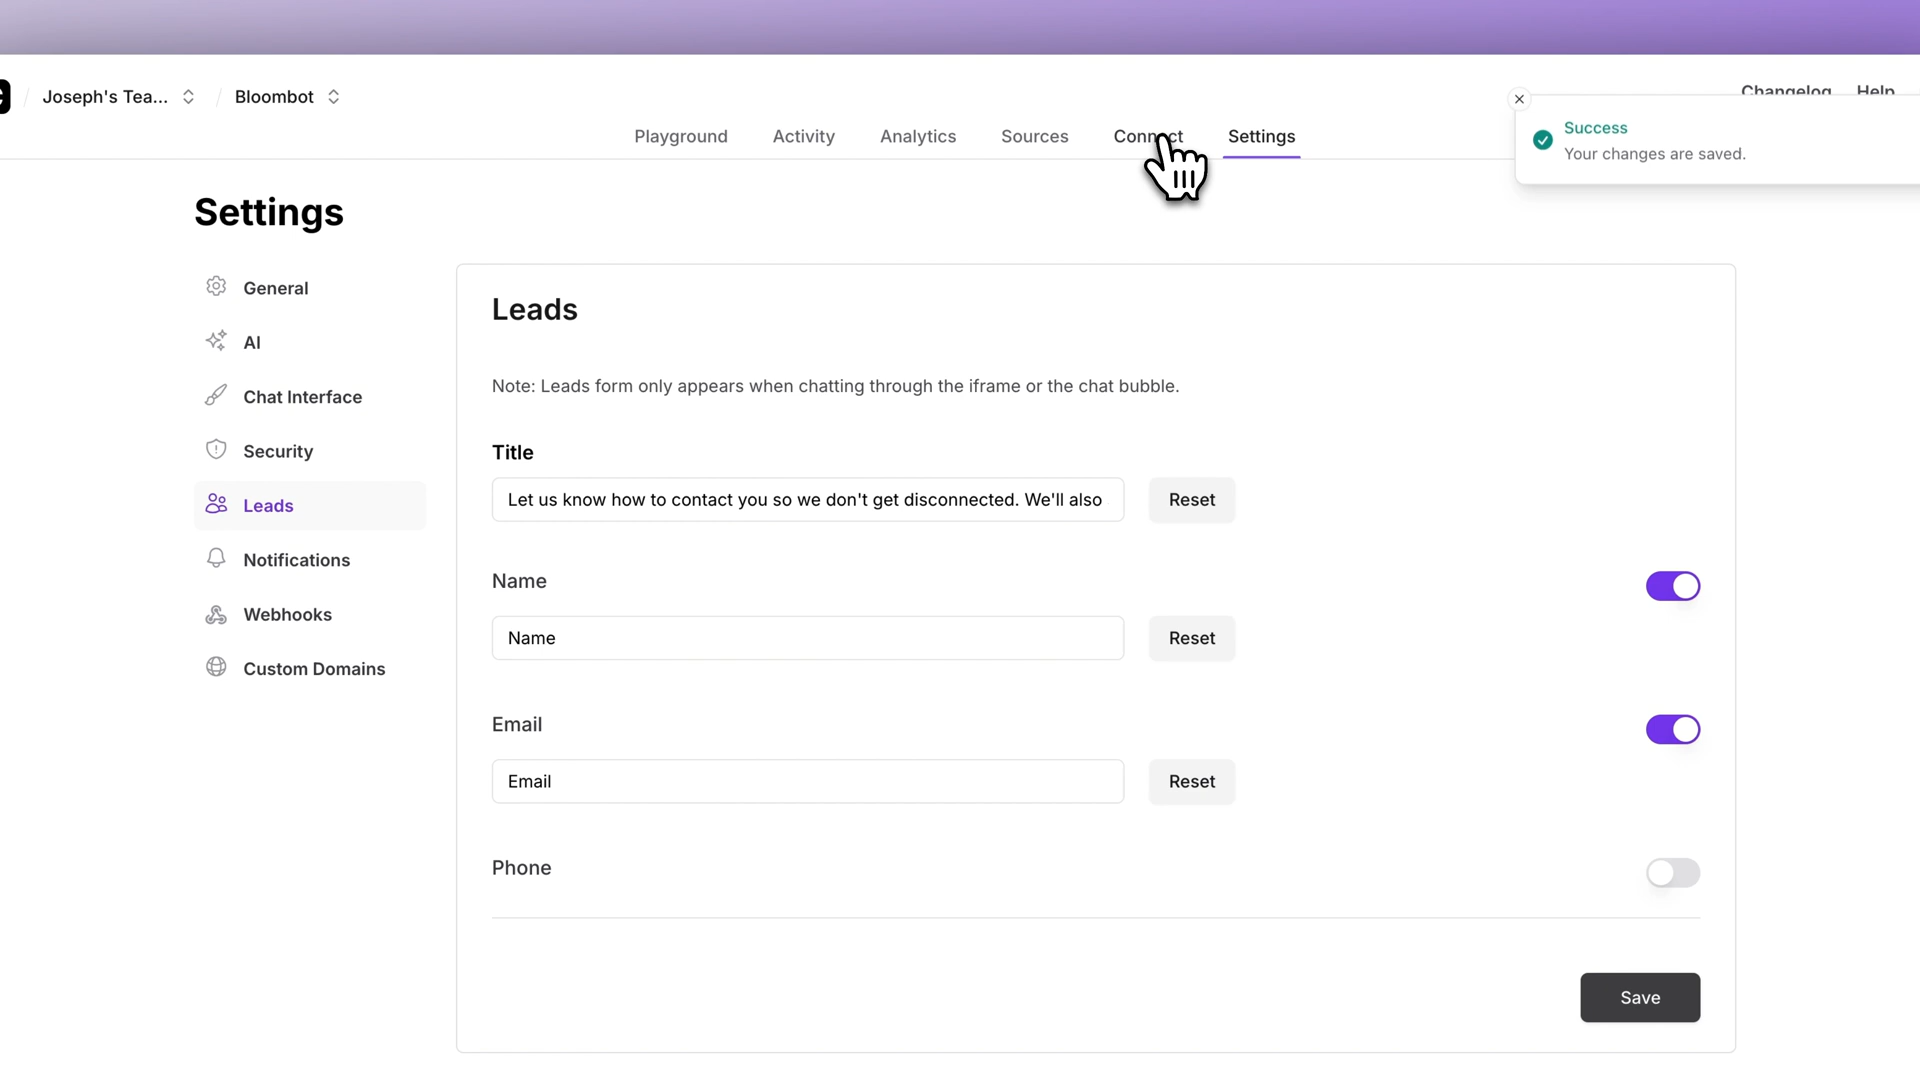 / Joseph's Tea... / Bloombot
Changelog Help
Success
Your changes are saved.
Playground Activity Analytics Sources Connect Settings
Settings
General
AI
Chat Interface
Security
Leads
Notifications
Webhooks
Custom Domains
Leads
Note: Leads form only appears when chatting through the iframe or the chat bubble.
Title
Let us know how to contact you so we don't get disconnected. We'll also
Reset
Name
Name
Reset
Email
Email
Reset
Phone
Save